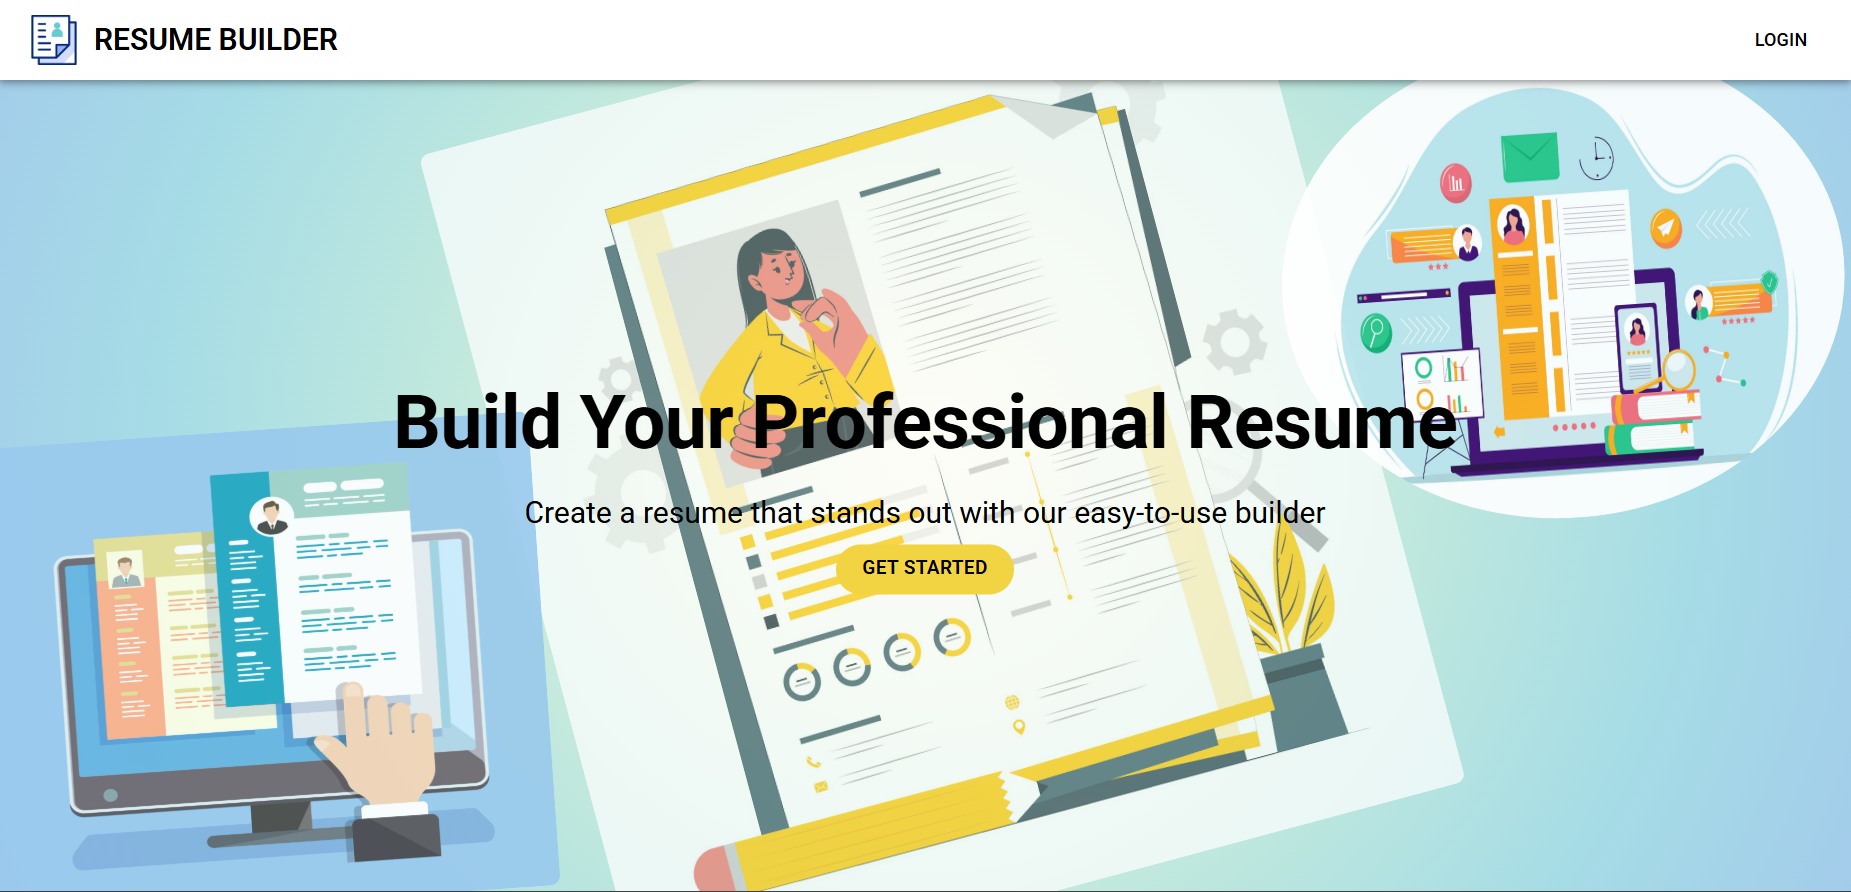 RESUME BUILDER
LOGIN
Build Your Professional Resume
Create a resume that stands out with our easy-to-use builder
GET STARTED